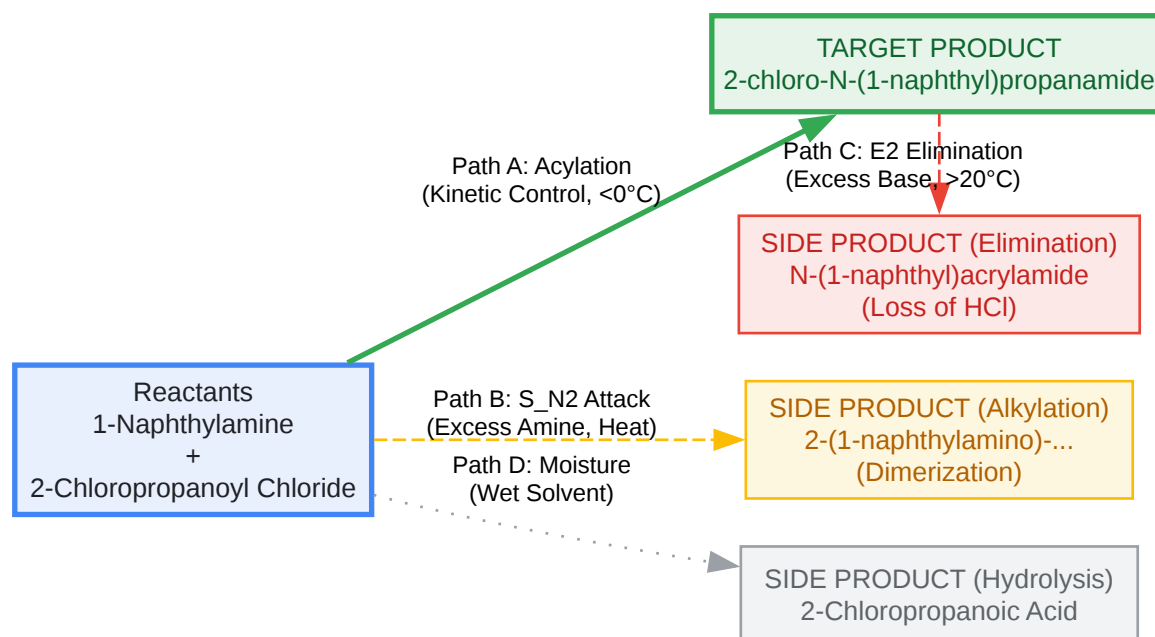 TARGET PRODUCT
2-chloro-N-(1-naphthyl)propanamide
Path A: Acylation
(Kinetic Control, <0°C)
Path C: E2 Elimination
(Excess Base, >20°C)
SIDE PRODUCT (Elimination)
N-(1-naphthyl)acrylamide
(Loss of HCl)
Reactants
1-Naphthylamine
+
2-Chloropropanoyl Chloride
Path B: S_N2 Attack
(Excess Amine, Heat)
SIDE PRODUCT (Alkylation)
2-(1-naphthylamino)-...
(Dimerization)
Path D: Moisture
(Wet Solvent)
SIDE PRODUCT (Hydrolysis)
2-Chloropropanoic Acid